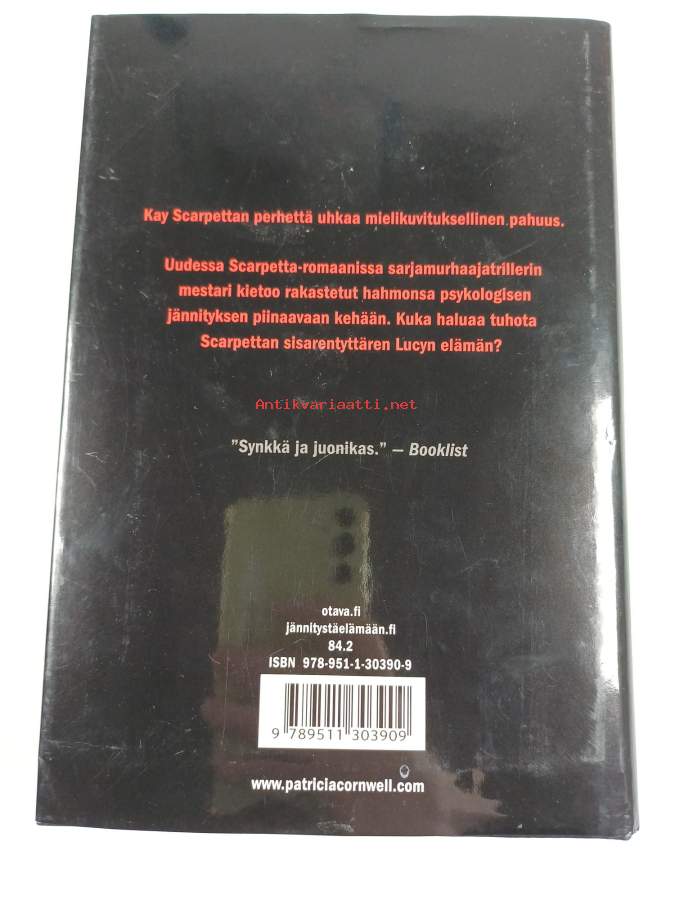 Kay Scarpettan perhettä uhkaa mielikuvituksellinen pahuus.
Uudessa Scarpetta-romaanissa sarjamurhaajatrillerin
mestari kietoo rakastetut hahmonsa psykologisen
jännityksen piinaavaan kehään. Kuka haluaa tuhota
Scarpettan sisarentyttären Lucyn elämän?
Antikvariaatti.net
”Synkkä ja juonikas.” — Booklist
otava.fi
jännitystäelämään.fi
84.2
ISBN 978-951-1-30390-9
9 789511 303909
www.patriciacornwell.com